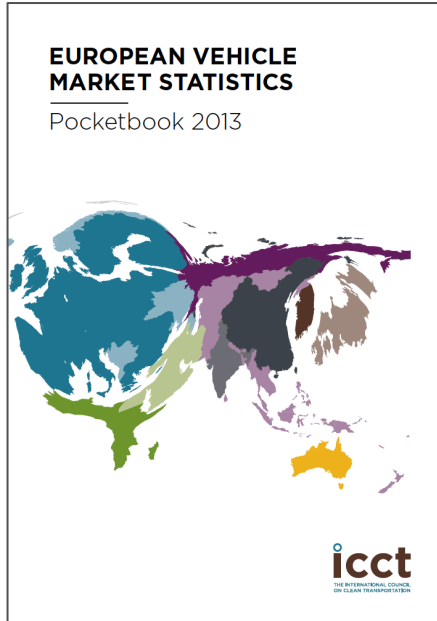 EUROPEAN VEHICLE
MARKET STATISTICS
Pocketbook 2013
icct
THE INTERNATIONAL COUNCIL
ON CLEAN TRANSPORTATION